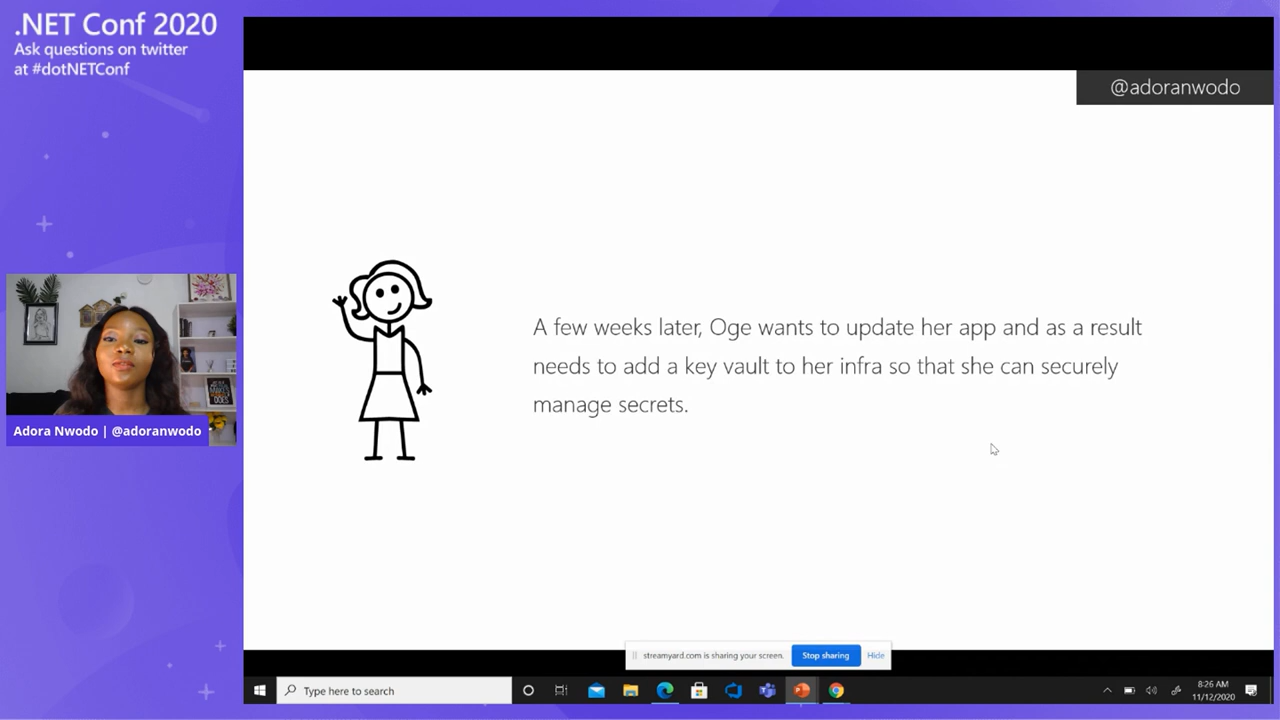 .NET Conf 2020
Ask questions on twitter
at #dotNETConf
@adoranwodo
A few weeks later, Oge wants to update her app and as a result
needs to add a key vault to her infra so that she can securely
manage secrets.
Adora Nwodo | @adoranwodo
streamyard.com is sharing your screen.
Stop sharing
Hide
Type here to search
8:26 AM
11/12/2020